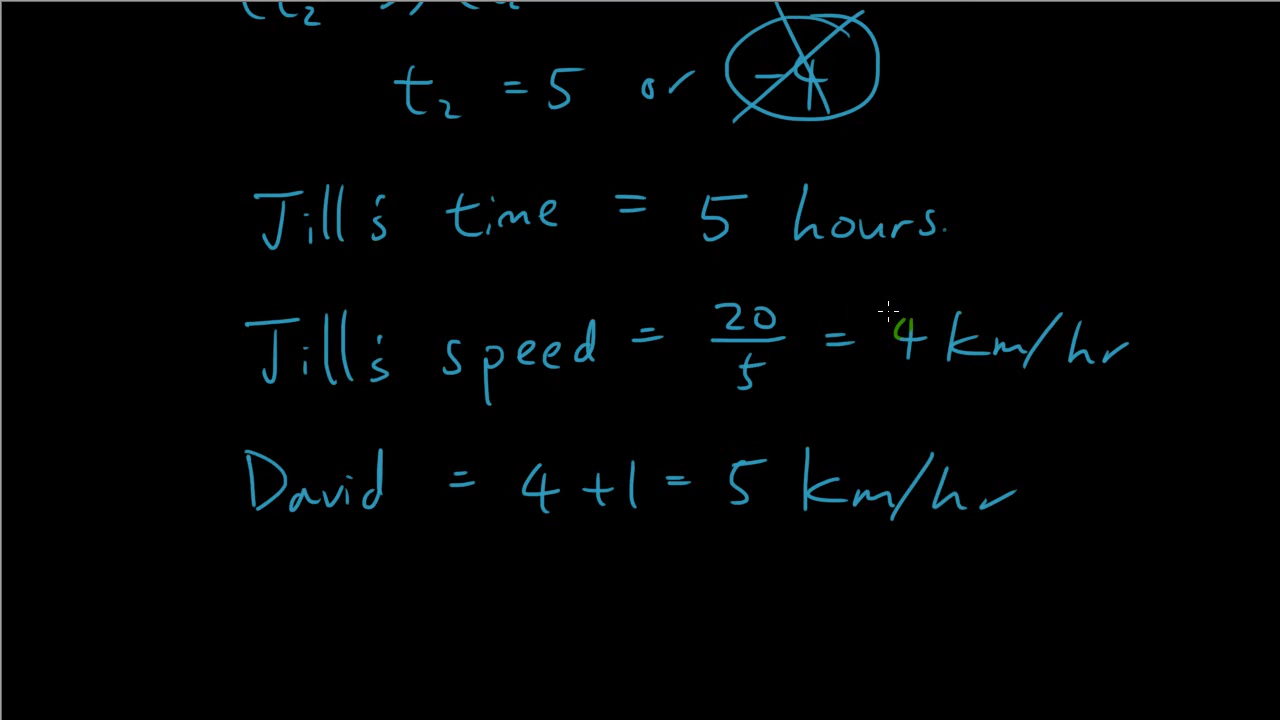 t₂ = 5 or -4
Jill's time = 5 hours.
Jill's speed = 20/5 = 4 km/hr
David = 4 + 1 = 5 km/hr